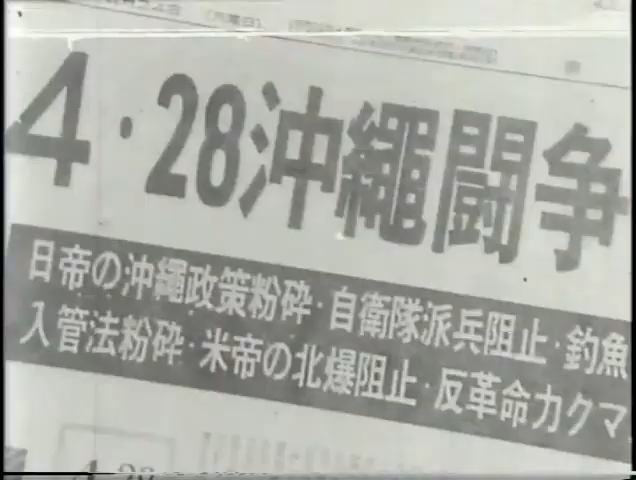 4・28沖繩闘争
日帝の沖繩政策粉砕・自衛隊派兵阻止・釣魚
入管法粉砕・米帝の北爆阻止・反革命カクマ